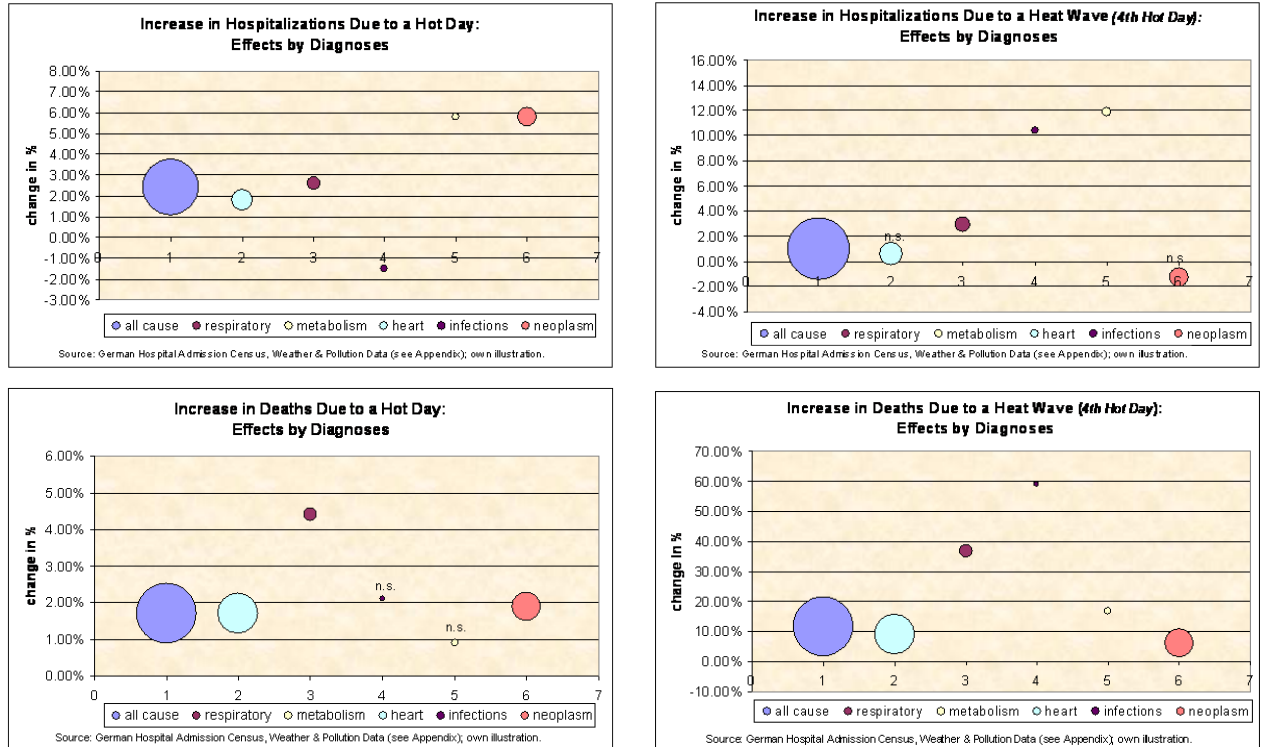 Increase in Hospitalizations Due to a Hot Day:
Effects by Diagnoses
8.00%
7.00%
6.00%
5.00%
4.00%
3.00%
2.00%
1.00%
0.00%
-1.00%
-2.00%
-3.00%
change in %
0 1 2 3 4 5 6 7
all cause respiratory metabolism heart infections neoplasm
Source: German Hospital Admission Census, Weather & Pollution Data (see Appendix); own illustration.
Increase in Hospitalizations Due to a Heat Wave (4th Hot Day):
Effects by Diagnoses
16.00%
14.00%
12.00%
10.00%
8.00%
6.00%
4.00%
2.00%
0.00%
-2.00%
-4.00%
change in %
n.s.
n.s
0 1 2 3 4 5 6 7
all cause respiratory metabolism heart infections neoplasm
Source: German Hospital Admission Census, Weather & Pollution Data (see Appendix); own illustration.
Increase in Deaths Due to a Hot Day:
Effects by Diagnoses
6.00%
5.00%
4.00%
3.00%
2.00%
1.00%
0.00%
change in %
n.s.
n.s.
0 1 2 3 4 5 6 7
all cause respiratory metabolism heart infections neoplasm
Source: German Hospital Admission Census, Weather & Pollution Data (see Appendix); own illustration.
Increase in Deaths Due to a Heat Wave (4th Hot Day):
Effects by Diagnoses
70.00%
60.00%
50.00%
40.00%
30.00%
20.00%
10.00%
0.00%
-10.00%
change in %
0 1 2 3 4 5 6 7
all cause respiratory metabolism heart infections neoplasm
Source: German Hospital Admission Census, Weather & Pollution Data (see Appendix); own illustration.